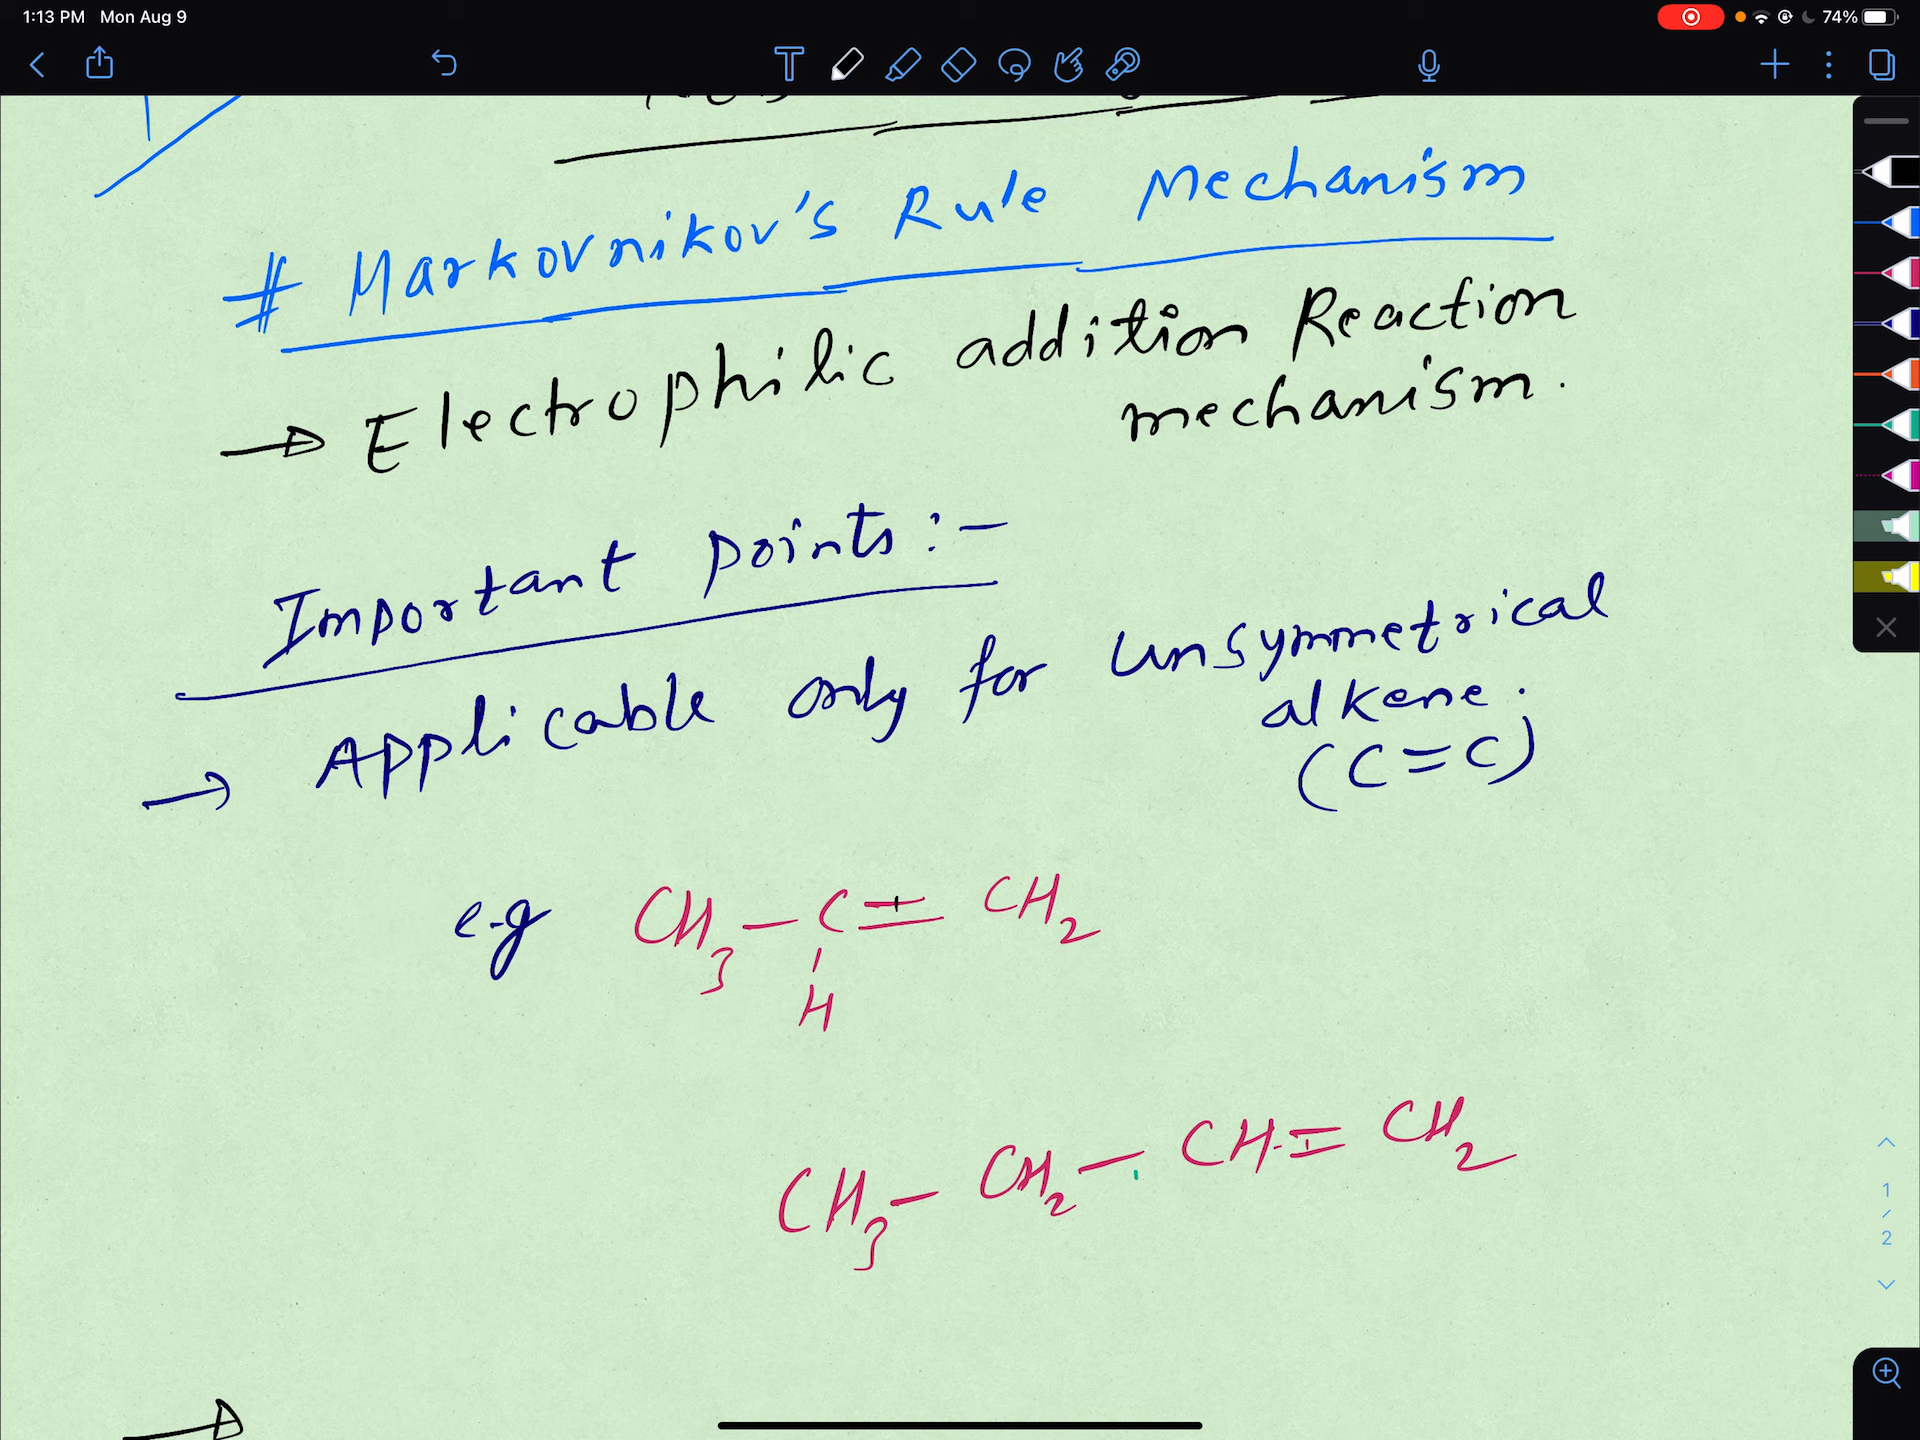 1:13 PM Mon Aug 9
74%
# Markovnikov's Rule Mechanism
→ Electrophilic addition Reaction
mechanism.
Important points :-
→ Applicable only for unsymmetrical
alkene.
(C=C)
e.g CH3-C=CH2
H
CH3-CH2-CH=CH2
1
2